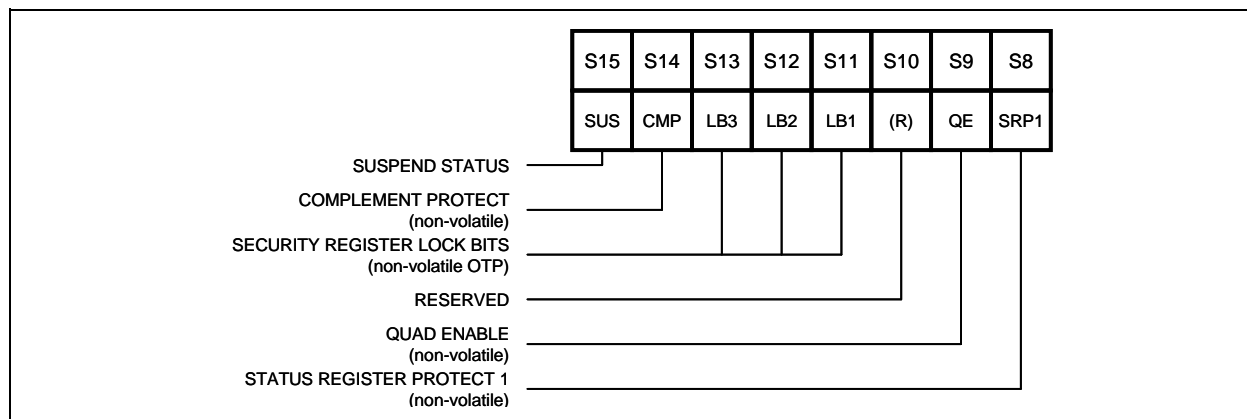 S15 S14 S13 S12 S11 S10 S9 S8
SUS CMP LB3 LB2 LB1 (R) QE SRP1
SUSPEND STATUS
COMPLEMENT PROTECT
(non-volatile)
SECURITY REGISTER LOCK BITS
(non-volatile OTP)
RESERVED
QUAD ENABLE
(non-volatile)
STATUS REGISTER PROTECT 1
(non-volatile)